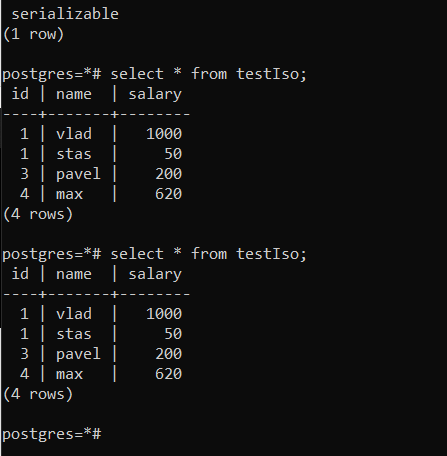 serializable
(1 row)

postgres=*# select * from testIso;
 id | name  | salary
----+-------+--------
  1 | vlad  |   1000
  1 | stas  |     50
  3 | pavel |    200
  4 | max   |    620
(4 rows)

postgres=*# select * from testIso;
 id | name  | salary
----+-------+--------
  1 | vlad  |   1000
  1 | stas  |     50
  3 | pavel |    200
  4 | max   |    620
(4 rows)

postgres=*#